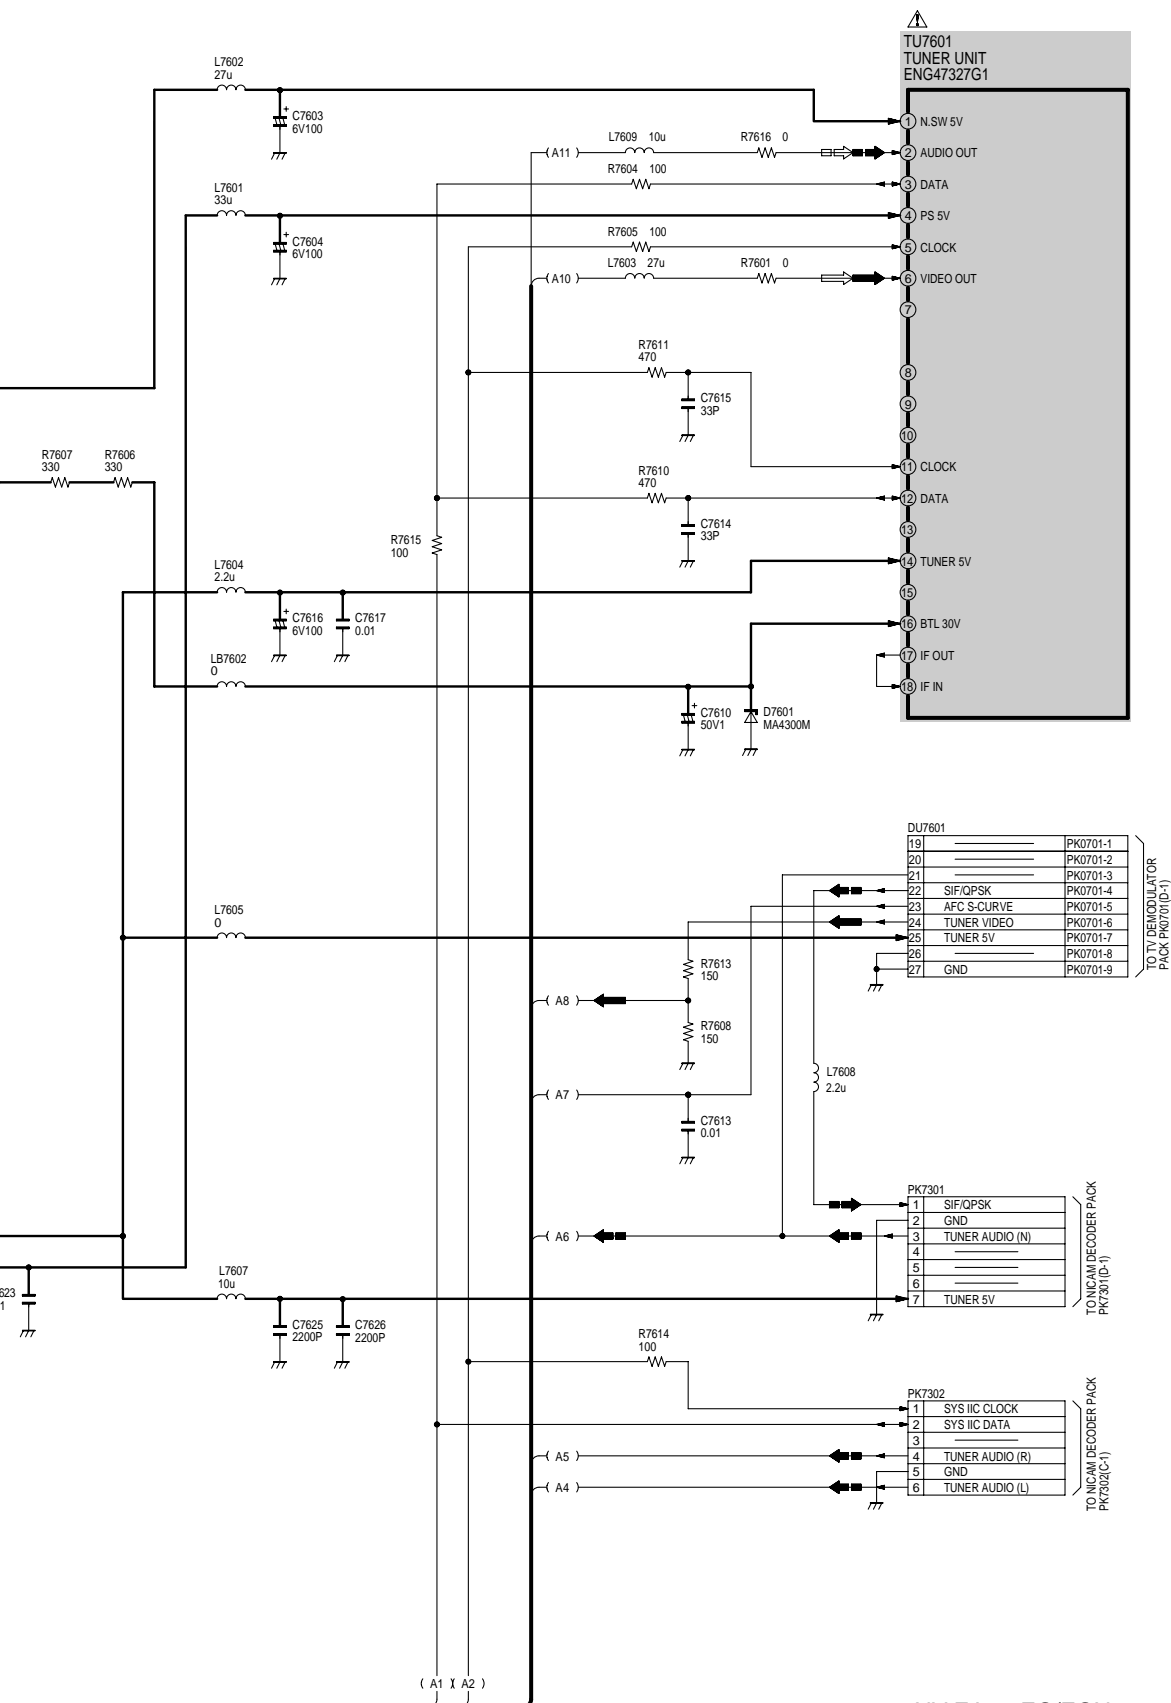 TU7601
TUNER UNIT
ENG47327G1
L7602
27u
C7603
6V100
1 N.SW 5V
L7609 10u
R7616 0
( A11 )
2 AUDIO OUT
R7604 100
3 DATA
L7601
33u
C7604
6V100
4 PS 5V
R7605 100
5 CLOCK
L7603 27u
R7601 0
( A10 )
6 VIDEO OUT
7
R7611
470
8
C7615
33P
9
10
R7607
330
R7606
330
11 CLOCK
R7610
470
12 DATA
C7614
33P
13
R7615
100
L7604
2.2u
14 TUNER 5V
15
C7616
6V100
C7617
0.01
16 BTL 30V
LB7602
0
17 IF OUT
18 IF IN
C7610
50V1
D7601
MA4300M
DU7601
19 PK0701-1
20 PK0701-2
21 PK0701-3
22 SIF/QPSK PK0701-4
23 AFC S-CURVE PK0701-5
24 TUNER VIDEO PK0701-6
25 TUNER 5V PK0701-7
26 PK0701-8
27 GND PK0701-9
TO TV DEMODULATOR
PACK PK0701(D-1)
L7605
0
R7613
150
( A8 )
R7608
150
L7608
2.2u
( A7 )
C7613
0.01
PK7301
1 SIF/QPSK
2 GND
3 TUNER AUDIO (N)
4
5
6
7 TUNER 5V
TO NICAM DECODER PACK
PK7301(D-1)
( A6 )
L7607
10u
623
1
C7625
2200P
C7626
2200P
R7614
100
PK7302
1 SYS IIC CLOCK
2 SYS IIC DATA
3
4 TUNER AUDIO (R)
5 GND
6 TUNER AUDIO (L)
TO NICAM DECODER PACK
PK7302(C-1)
( A5 )
( A4 )
( A1 )( A2 )